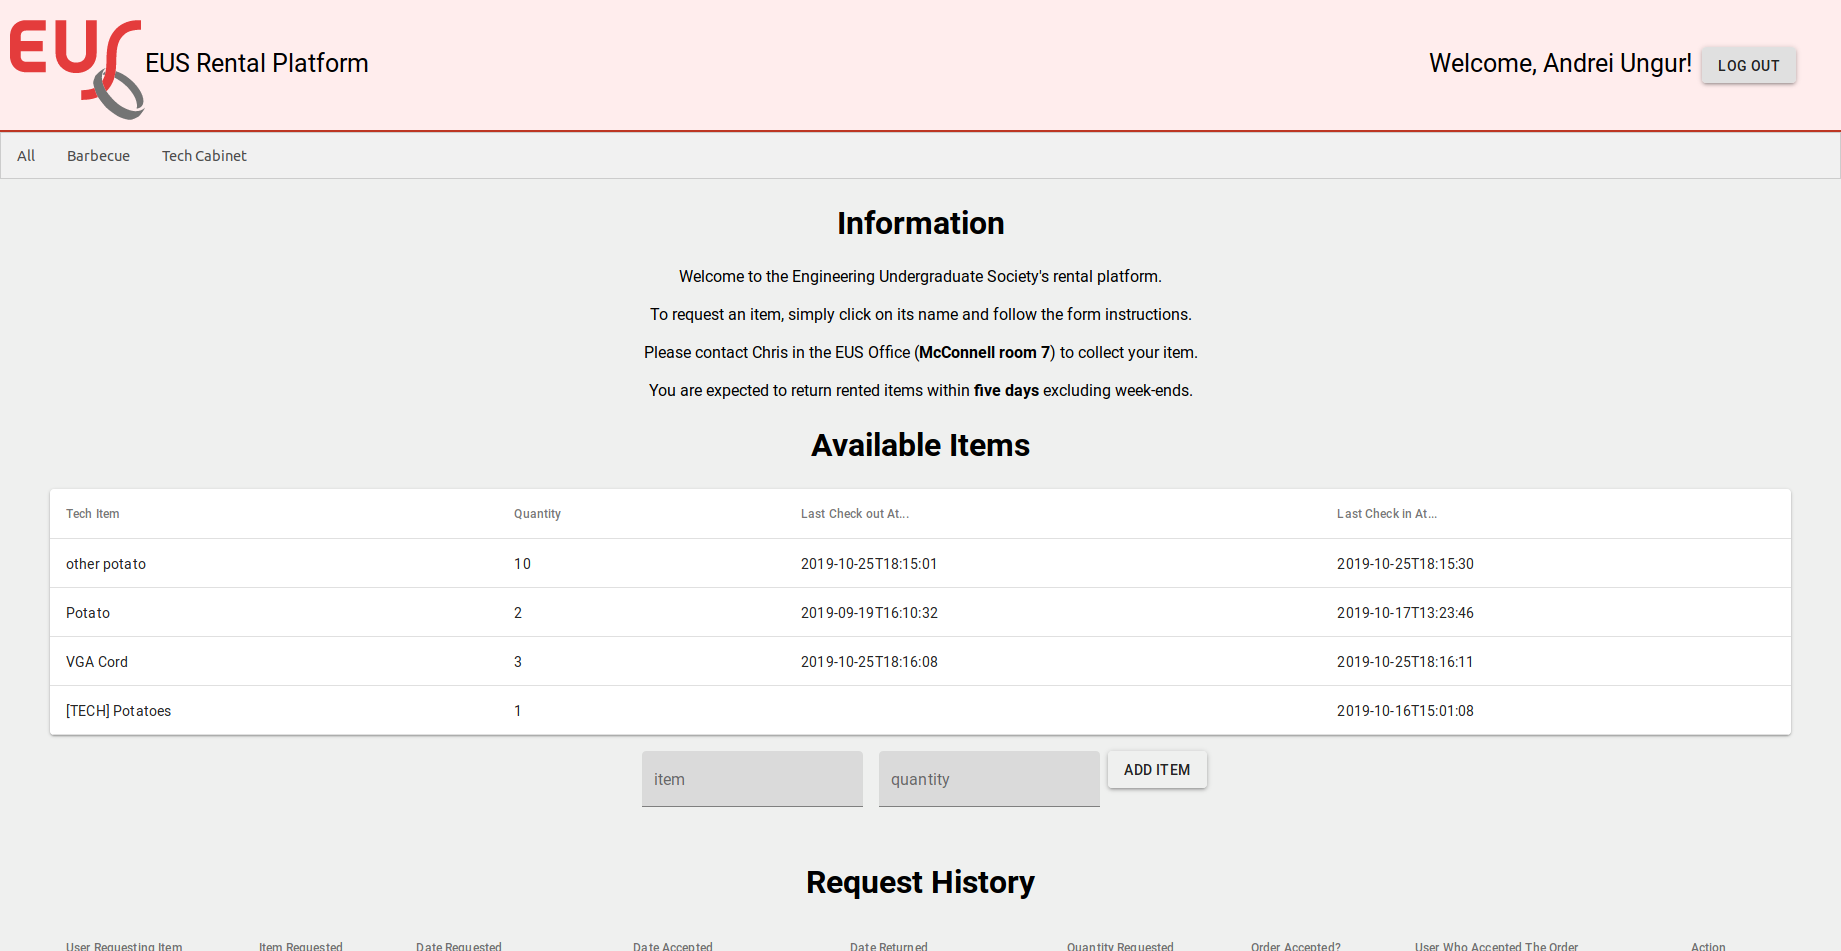 EUS
EUS Rental Platform
Welcome, Andrei Ungur! LOG OUT
All Barbecue Tech Cabinet
Information
Welcome to the Engineering Undergraduate Society's rental platform.
To request an item, simply click on its name and follow the form instructions.
Please contact Chris in the EUS Office (McConnell room 7) to collect your item.
You are expected to return rented items within five days excluding week-ends.
Available Items
Tech Item Quantity Last Check out At... Last Check in At...
other potato 10 2019-10-25T18:15:01 2019-10-25T18:15:30
Potato 2 2019-09-19T16:10:32 2019-10-17T13:23:46
VGA Cord 3 2019-10-25T18:16:08 2019-10-25T18:16:11
[TECH] Potatoes 1 2019-10-16T15:01:08
item quantity ADD ITEM
Request History
User Requesting Item Item Requested Date Requested Date Accepted Date Returned Quantity Requested Order Accepted? User Who Accepted The Order Action